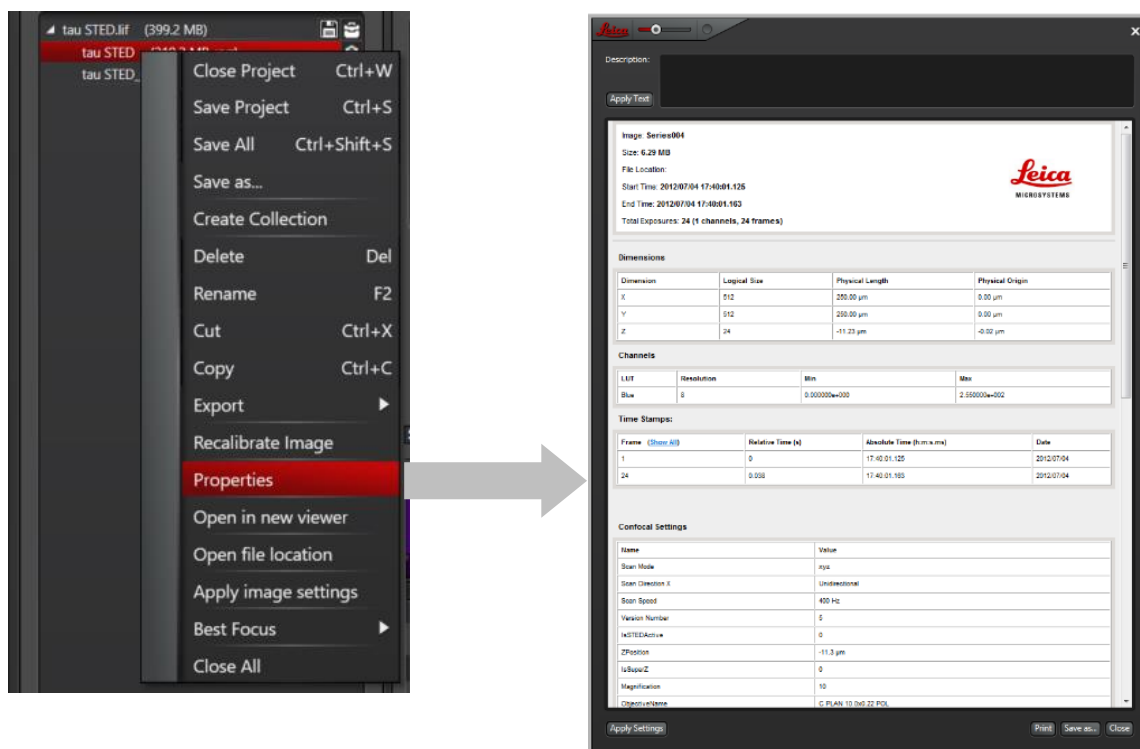 tau STED.lif (399.2 MB)
tau STED
tau STED_
Close Project Ctrl+W
Save Project Ctrl+S
Save All Ctrl+Shift+S
Save as...
Create Collection
Delete Del
Rename F2
Cut Ctrl+X
Copy Ctrl+C
Export
Recalibrate Image
Properties
Open in new viewer
Open file location
Apply image settings
Best Focus
Close All
Leica
Description:
Apply Text
Image: Series004
Size: 6.29 MB
File Location:
Start Time: 2012/07/04 17:40:01.125
End Time: 2012/07/04 17:40:01.163
Total Exposures: 24 (1 channels, 24 frames)
Leica
MICROSYSTEMS
Dimensions
Dimension Logical Size Physical Length Physical Origin
X 512 250.00 µm 0.00 µm
Y 512 250.00 µm 0.00 µm
Z 24 -11.23 µm -0.02 µm
Channels
LUT Resolution Min Max
Blue 8 0.000000e+000 2.550000e+002
Time Stamps:
Frame (Show All) Relative Time (s) Absolute Time (h:m:s.ms) Date
1 0 17:40:01.125 2012/07/04
24 0.038 17:40:01.163 2012/07/04
Confocal Settings
Name Value
Scan Mode xyz
Scan Direction X Unidirectional
Scan Speed 400 Hz
Version Number 5
IsSTEDActive 0
ZPosition -11.3 µm
IsSuperZ 0
Magnification 10
ObjectiveName C PLAN 10.0x0.22 POL
Apply Settings Print Save as... Close